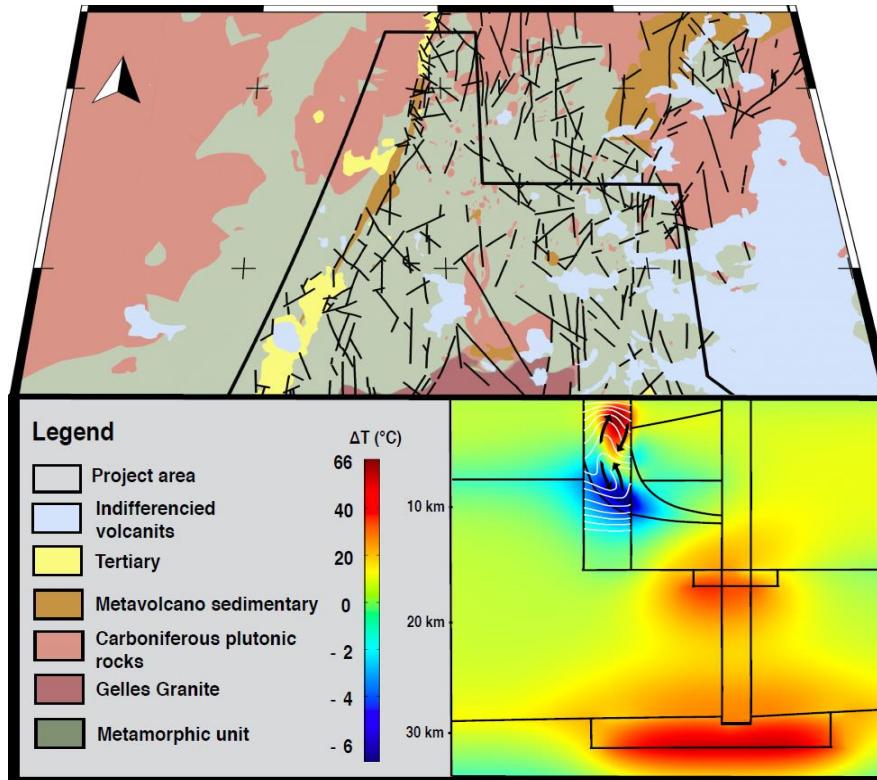 Legend
Project area
Indifferencied
volcanits
Tertiary
Metavolcano sedimentary
Carboniferous plutonic
rocks
Gelles Granite
Metamorphic unit
ΔT (°C)
66
40
20
0
- 2
- 4
- 6
10 km
20 km
30 km